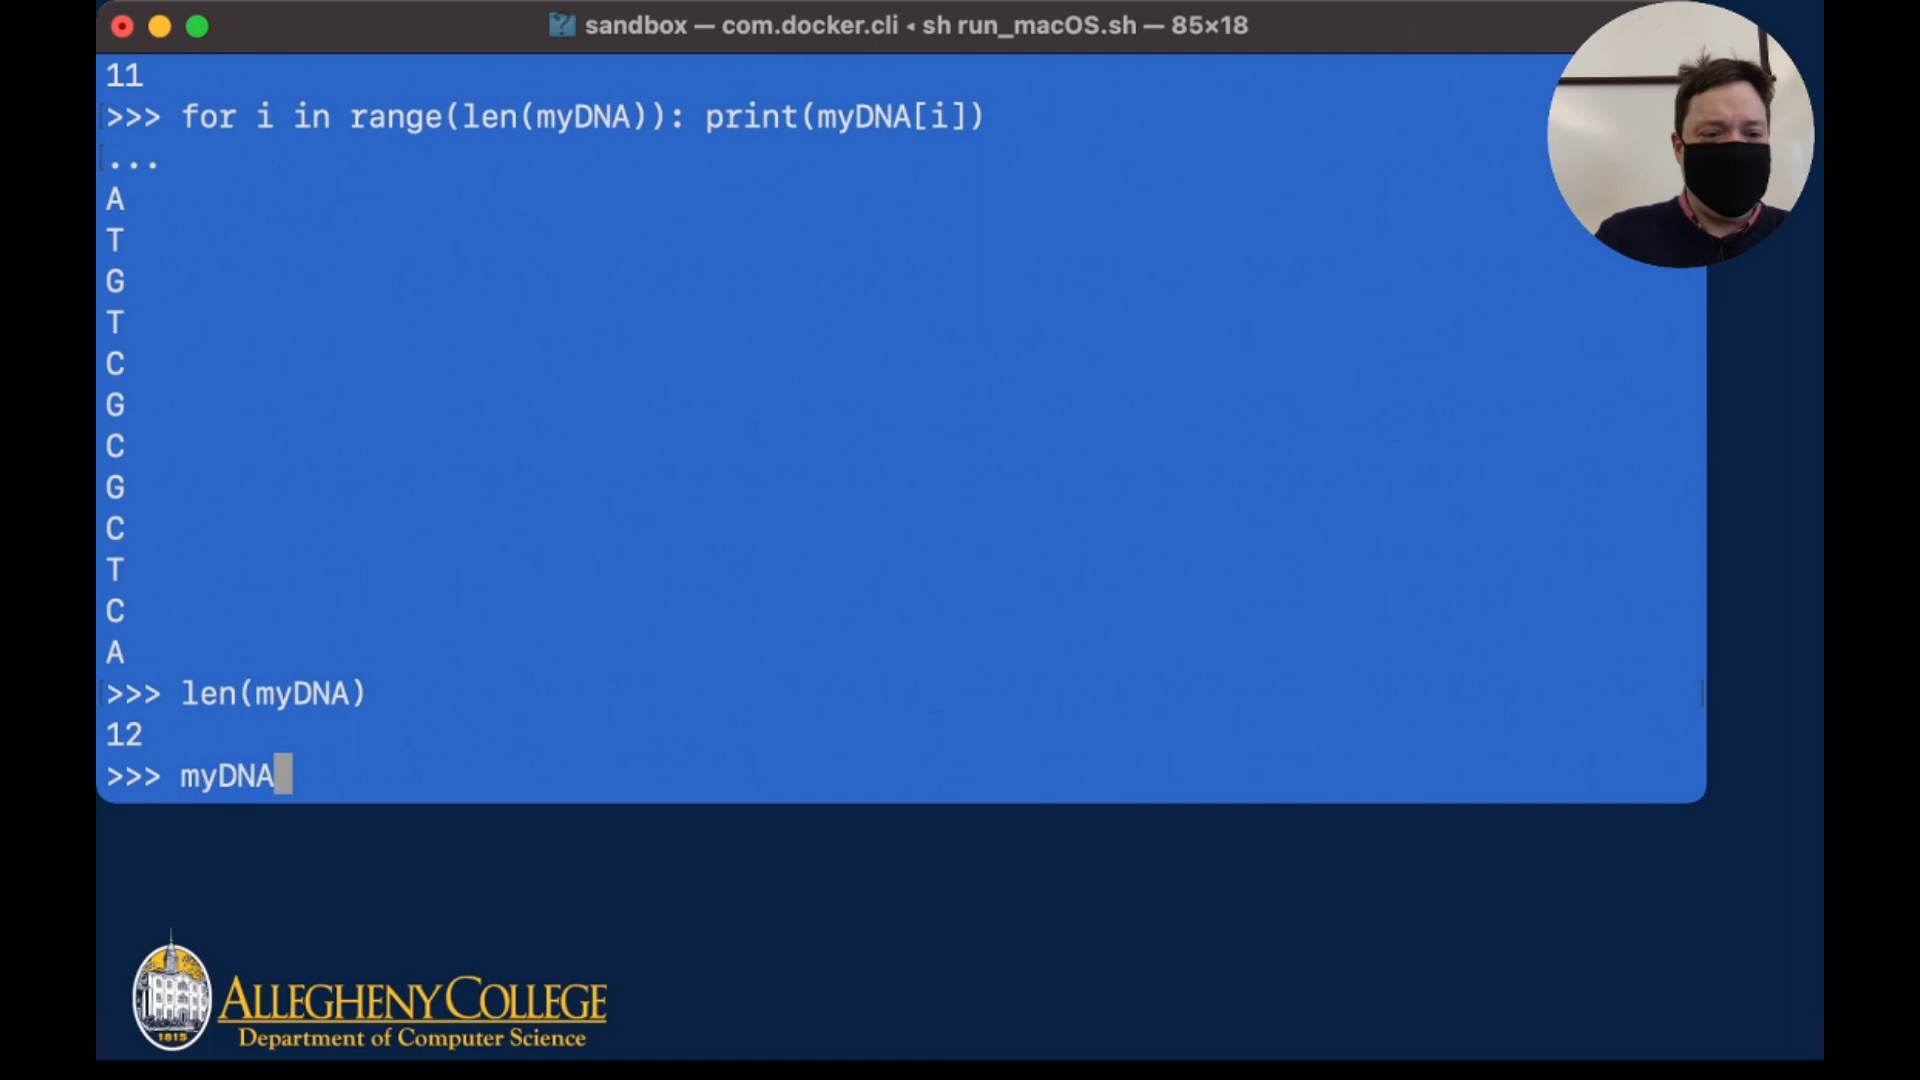 sandbox — com.docker.cli ◂ sh run_macOS.sh — 85×18
11
>>> for i in range(len(myDNA)): print(myDNA[i])
...
A
T
G
T
C
G
C
G
C
T
C
A
>>> len(myDNA)
12
>>> myDNA
1815
ALLEGHENY COLLEGE
Department of Computer Science